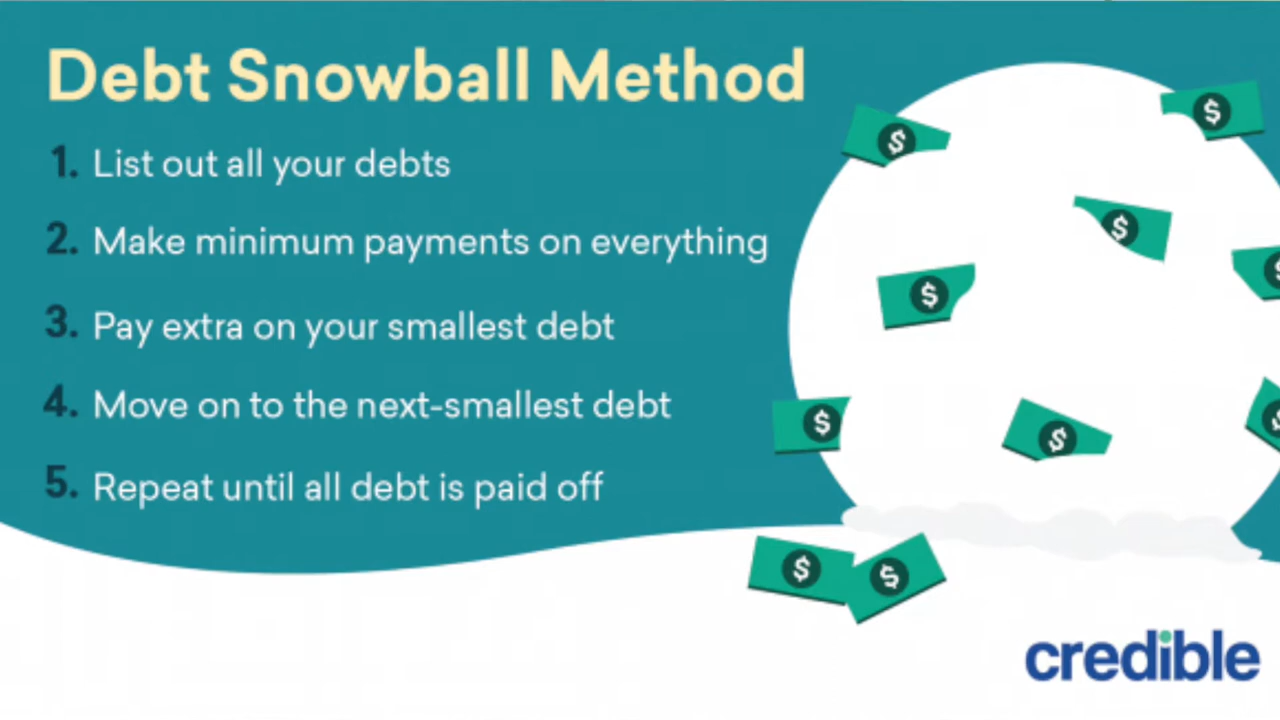 Debt Snowball Method
1. List out all your debts
2. Make minimum payments on everything
3. Pay extra on your smallest debt
4. Move on to the next-smallest debt
5. Repeat until all debt is paid off
$ $
$
$
$
$ $
$
$ $
credible